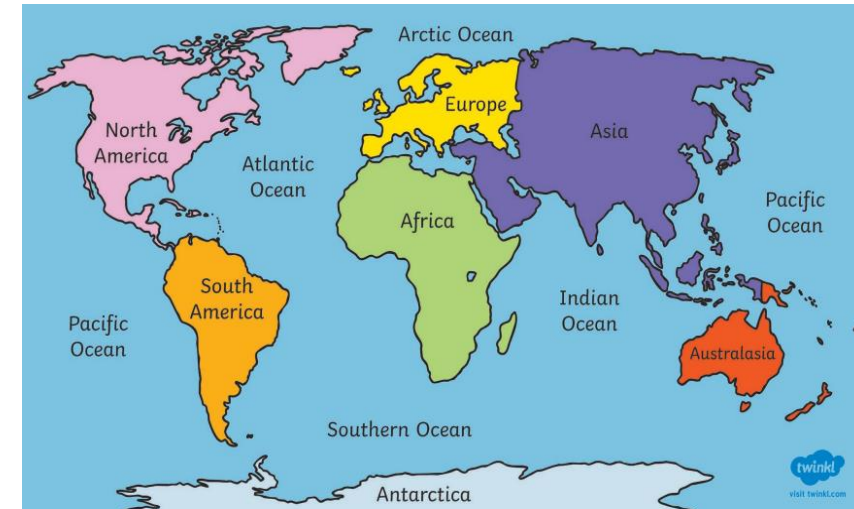 Arctic Ocean
Europe
Asia
North
America
Atlantic
Ocean
Africa
Pacific
Ocean
South
America
Indian
Ocean
Pacific
Ocean
Australasia
Southern Ocean
Antarctica
twinkl
visit twinkl.com